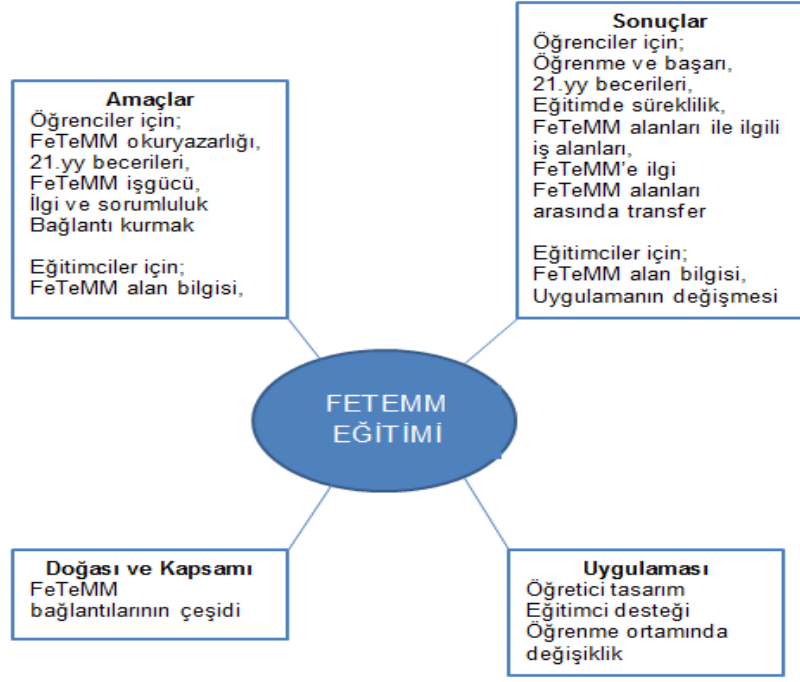 Amaçlar
Öğrenciler için;
FeTeMM okuryazarlığı,
21.yy becerileri,
FeTeMM işgücü,
İlgi ve sorumluluk
Bağlantı kurmak
Eğitimciler için;
FeTeMM alan bilgisi,
Sonuçlar
Öğrenciler için;
Öğrenme ve başarı,
21.yy becerileri,
Eğitimde süreklilik,
FeTeMM alanları ile ilgili
iş alanları,
FeTeMM'e ilgi
FeTeMM alanları
arasında transfer
Eğitimciler için;
FeTeMM alan bilgisi,
Uygulamanın değişmesi
FETEMM
EĞİTİMİ
Doğası ve Kapsamı
FeTeMM
bağlantılarının çeşidi
Uygulaması
Öğretici tasarım
Eğitimci desteği
Öğrenme ortamında
değişiklik